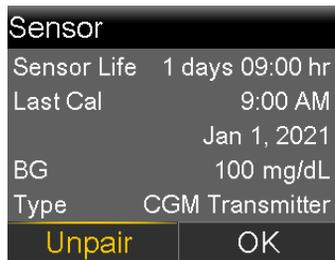 Sensor
Sensor Life 1 days 09:00 hr
Last Cal 9:00 AM
Jan 1, 2021
BG 100 mg/dL
Type CGM Transmitter
Unpair OK